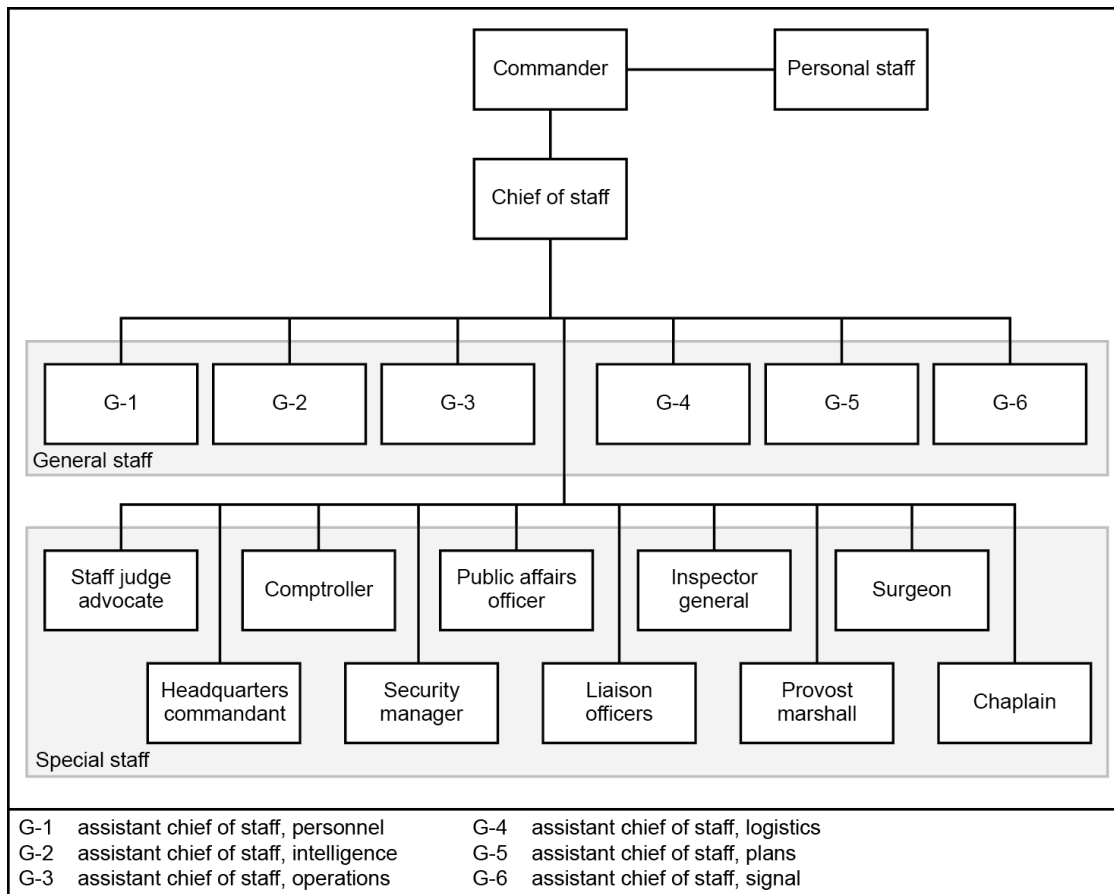 Commander
Personal staff
Chief of staff
G-1
G-2
G-3
G-4
G-5
G-6
General staff
Staff judge
advocate
Comptroller
Public affairs
officer
Inspector
general
Surgeon
Headquarters
commandant
Security
manager
Liaison
officers
Provost
marshall
Chaplain
Special staff
G-1 assistant chief of staff, personnel
G-2 assistant chief of staff, intelligence
G-3 assistant chief of staff, operations
G-4 assistant chief of staff, logistics
G-5 assistant chief of staff, plans
G-6 assistant chief of staff, signal